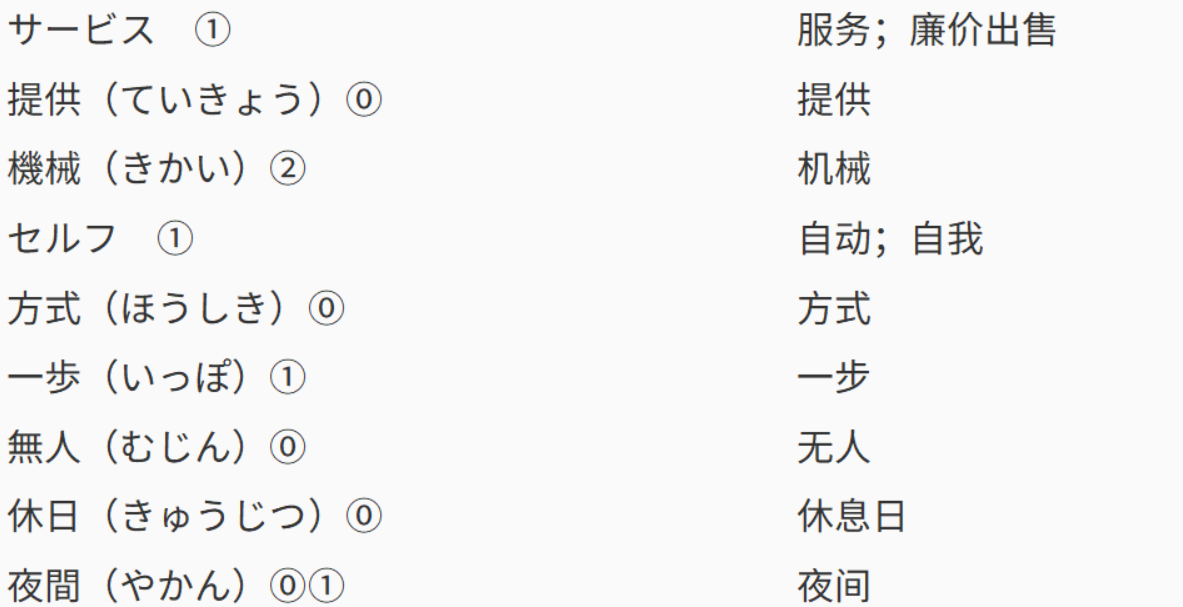 サービス　① 服务；廉价出售
提供（ていきょう）⓪ 提供
機械（きかい）② 机械
セルフ　① 自动；自我
方式（ほうしき）⓪ 方式
一歩（いっぽ）① 一步
無人（むじん）⓪ 无人
休日（きゅうじつ）⓪ 休息日
夜間（やかん）⓪① 夜间